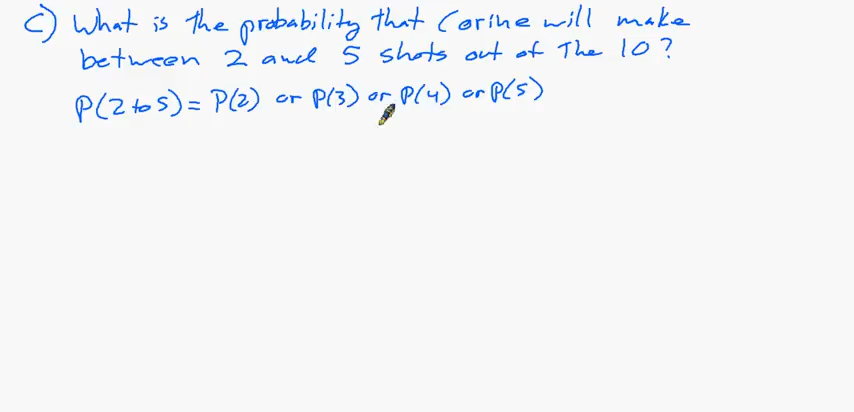 C) What is the probability that Corine will make
between 2 and 5 shots out of The 10?
P(2 to 5) = P(2) or P(3) or P(4) or P(5)